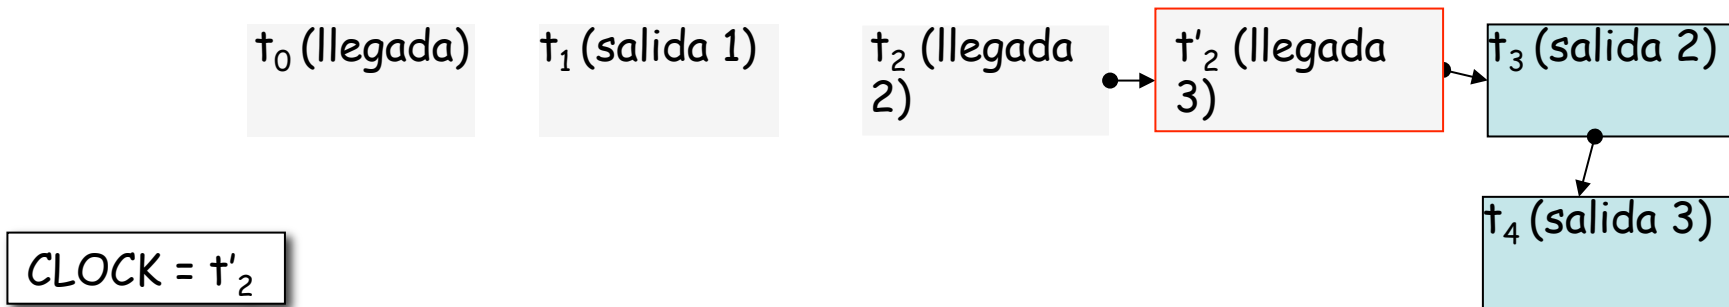 t₀ (llegada)
t₁ (salida 1)
t₂ (llegada
2)
t'₂ (llegada
3)
t₃ (salida 2)
t₄ (salida 3)
CLOCK = t'₂